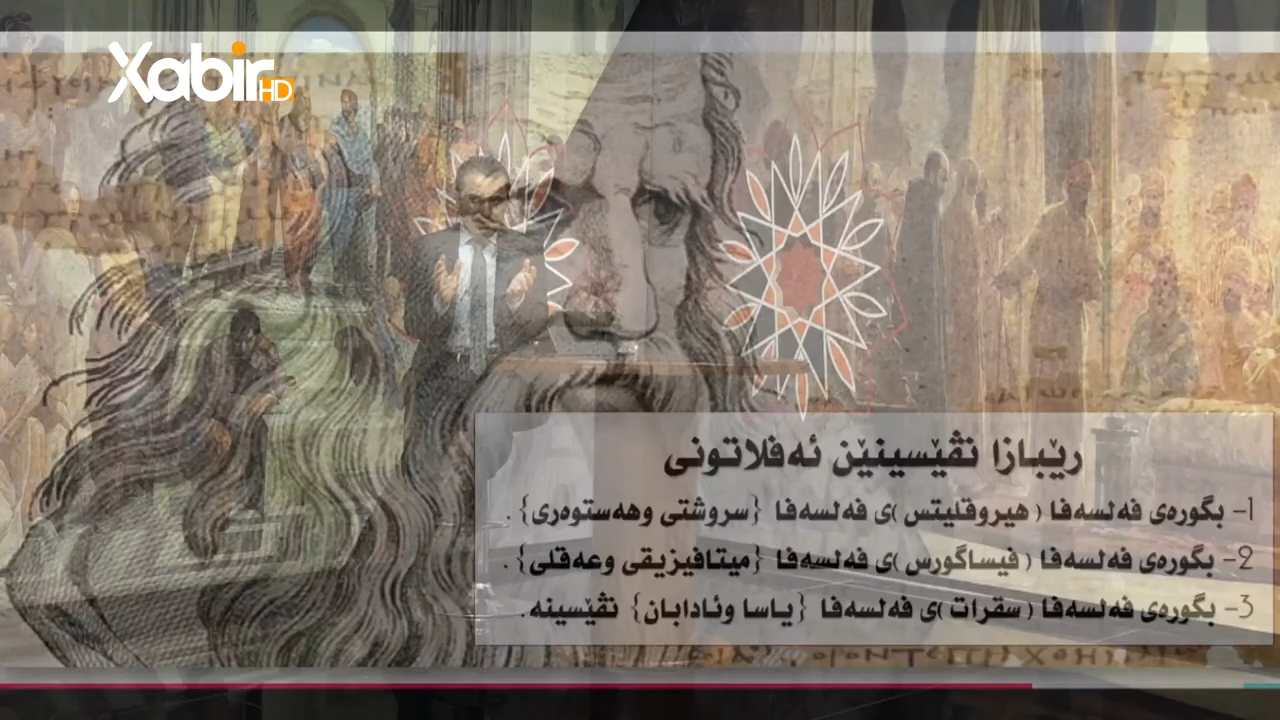 Xabir HD
رێبازا نڤێسینێن ئەفلاتونی
1- بگورەی فەلسەفا (هیروقلیتس)ی فەلسەفا {سروشتی وهەستوەری}.
2- بگورەی فەلسەفا (فیساگورس)ی فەلسەفا {میتافیزیقی وعەقلی}.
3- بگورەی فەلسەفا (سقرات)ی فەلسەفا {یاسا وئادابان} نڤێسینە.